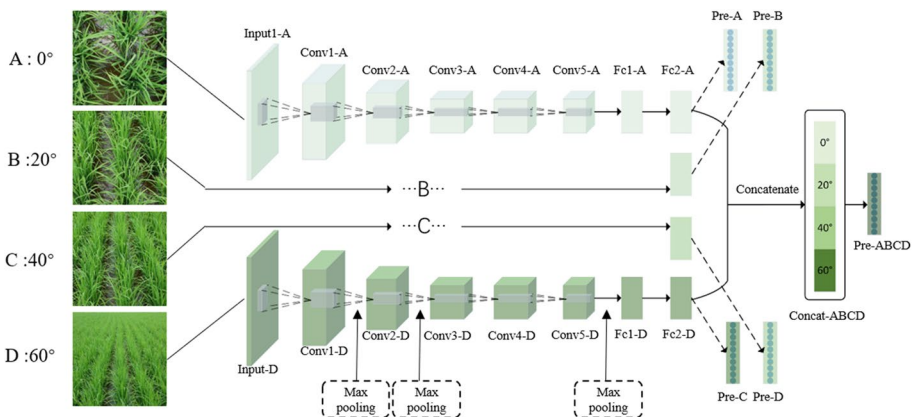 A : 0°
B :20°
C :40°
D :60°
Input1-A
Conv1-A
Conv2-A
Conv3-A
Conv4-A
Conv5-A
Fc1-A
Fc2-A
Pre-A
Pre-B
···B···
···C···
Concatenate
0°
20°
40°
60°
Pre-ABCD
Concat-ABCD
Input-D
Conv1-D
Conv2-D
Conv3-D
Conv4-D
Conv5-D
Fc1-D
Fc2-D
Pre-C
Pre-D
Max
pooling
Max
pooling
Max
pooling